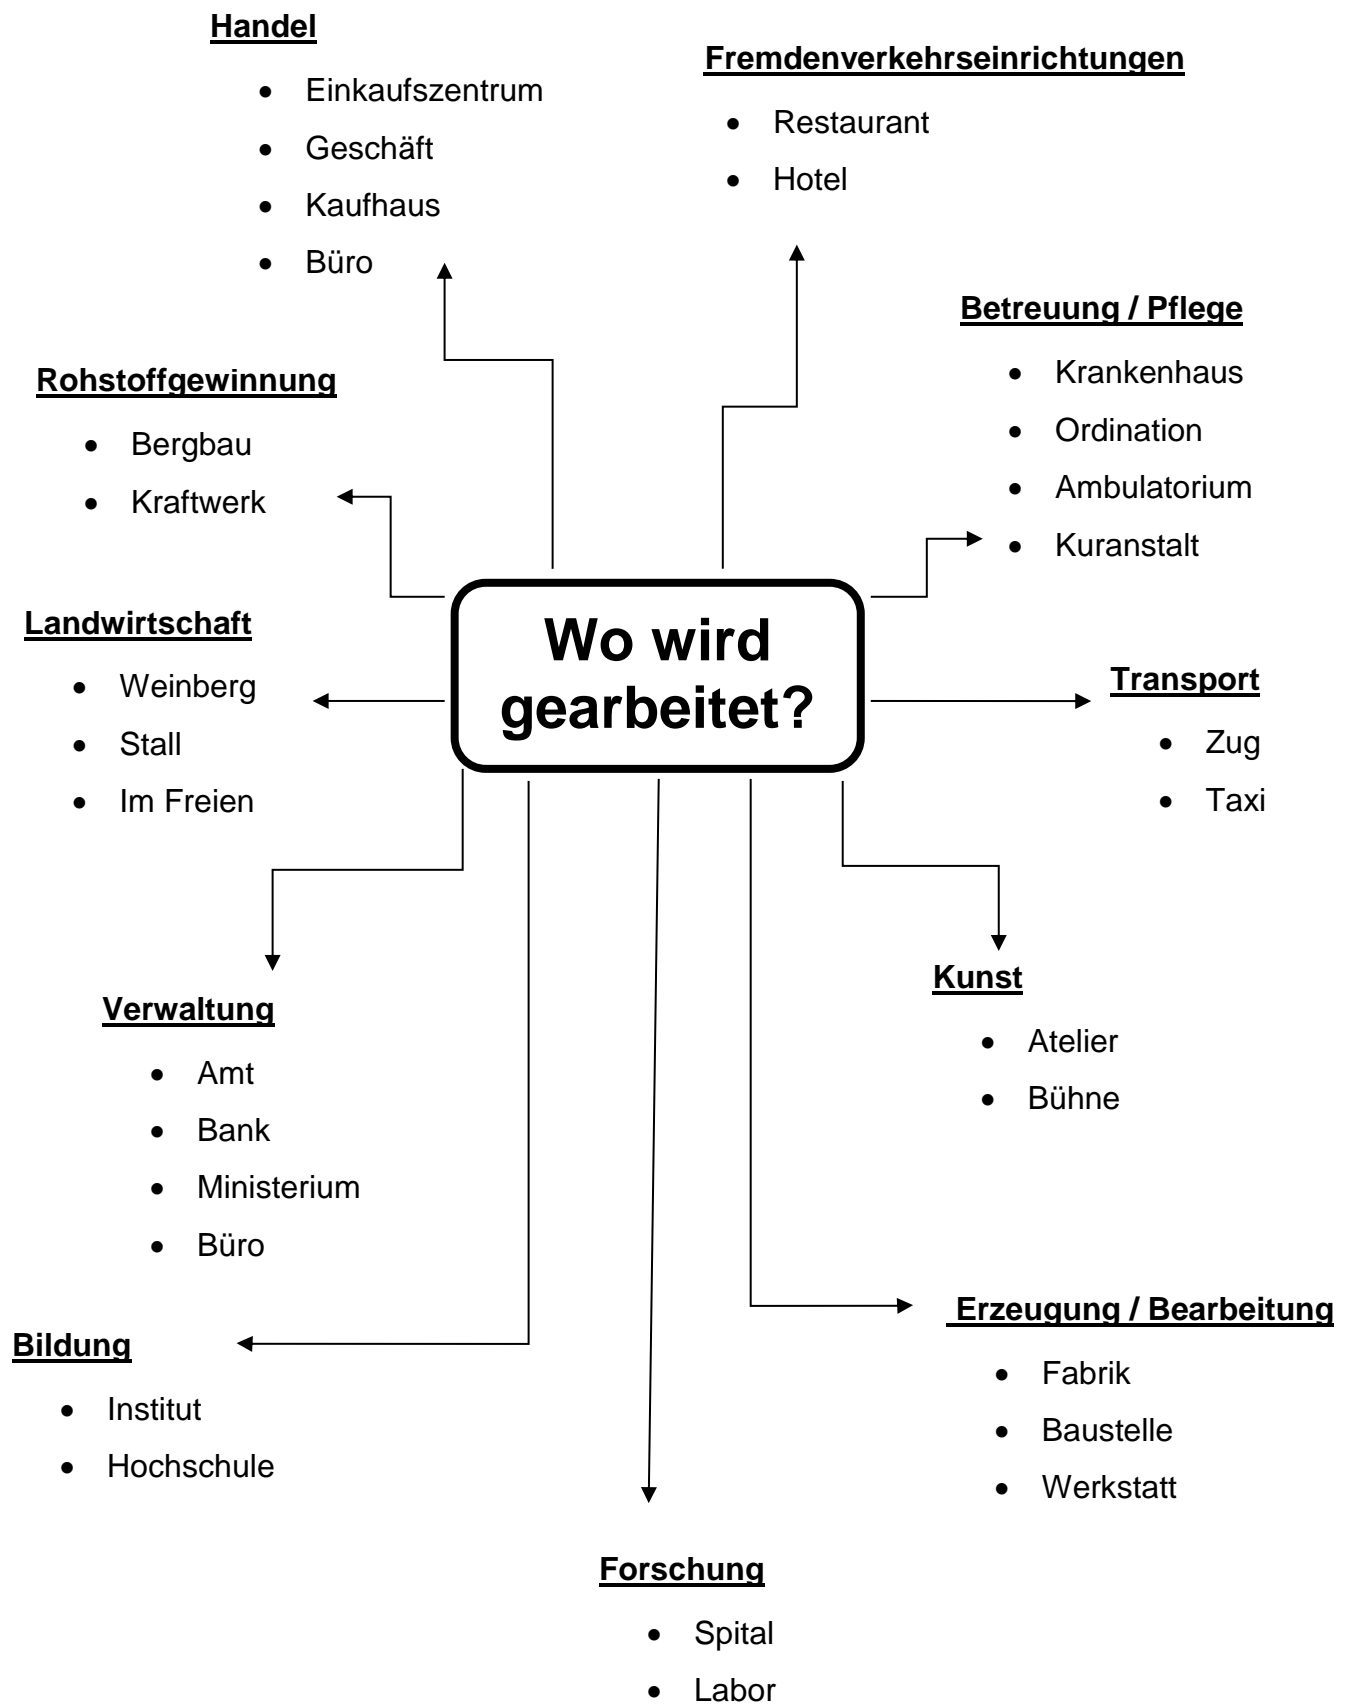 Handel
• Einkaufszentrum
• Geschäft
• Kaufhaus
• Büro
Fremdenverkehrseinrichtungen
• Restaurant
• Hotel
Betreuung / Pflege
• Krankenhaus
• Ordination
• Ambulatorium
• Kuranstalt
Rohstoffgewinnung
• Bergbau
• Kraftwerk
Wo wird
gearbeitet?
Landwirtschaft
• Weinberg
• Stall
• Im Freien
Transport
• Zug
• Taxi
Kunst
• Atelier
• Bühne
Verwaltung
• Amt
• Bank
• Ministerium
• Büro
Erzeugung / Bearbeitung
• Fabrik
• Baustelle
• Werkstatt
Bildung
• Institut
• Hochschule
Forschung
• Spital
• Labor